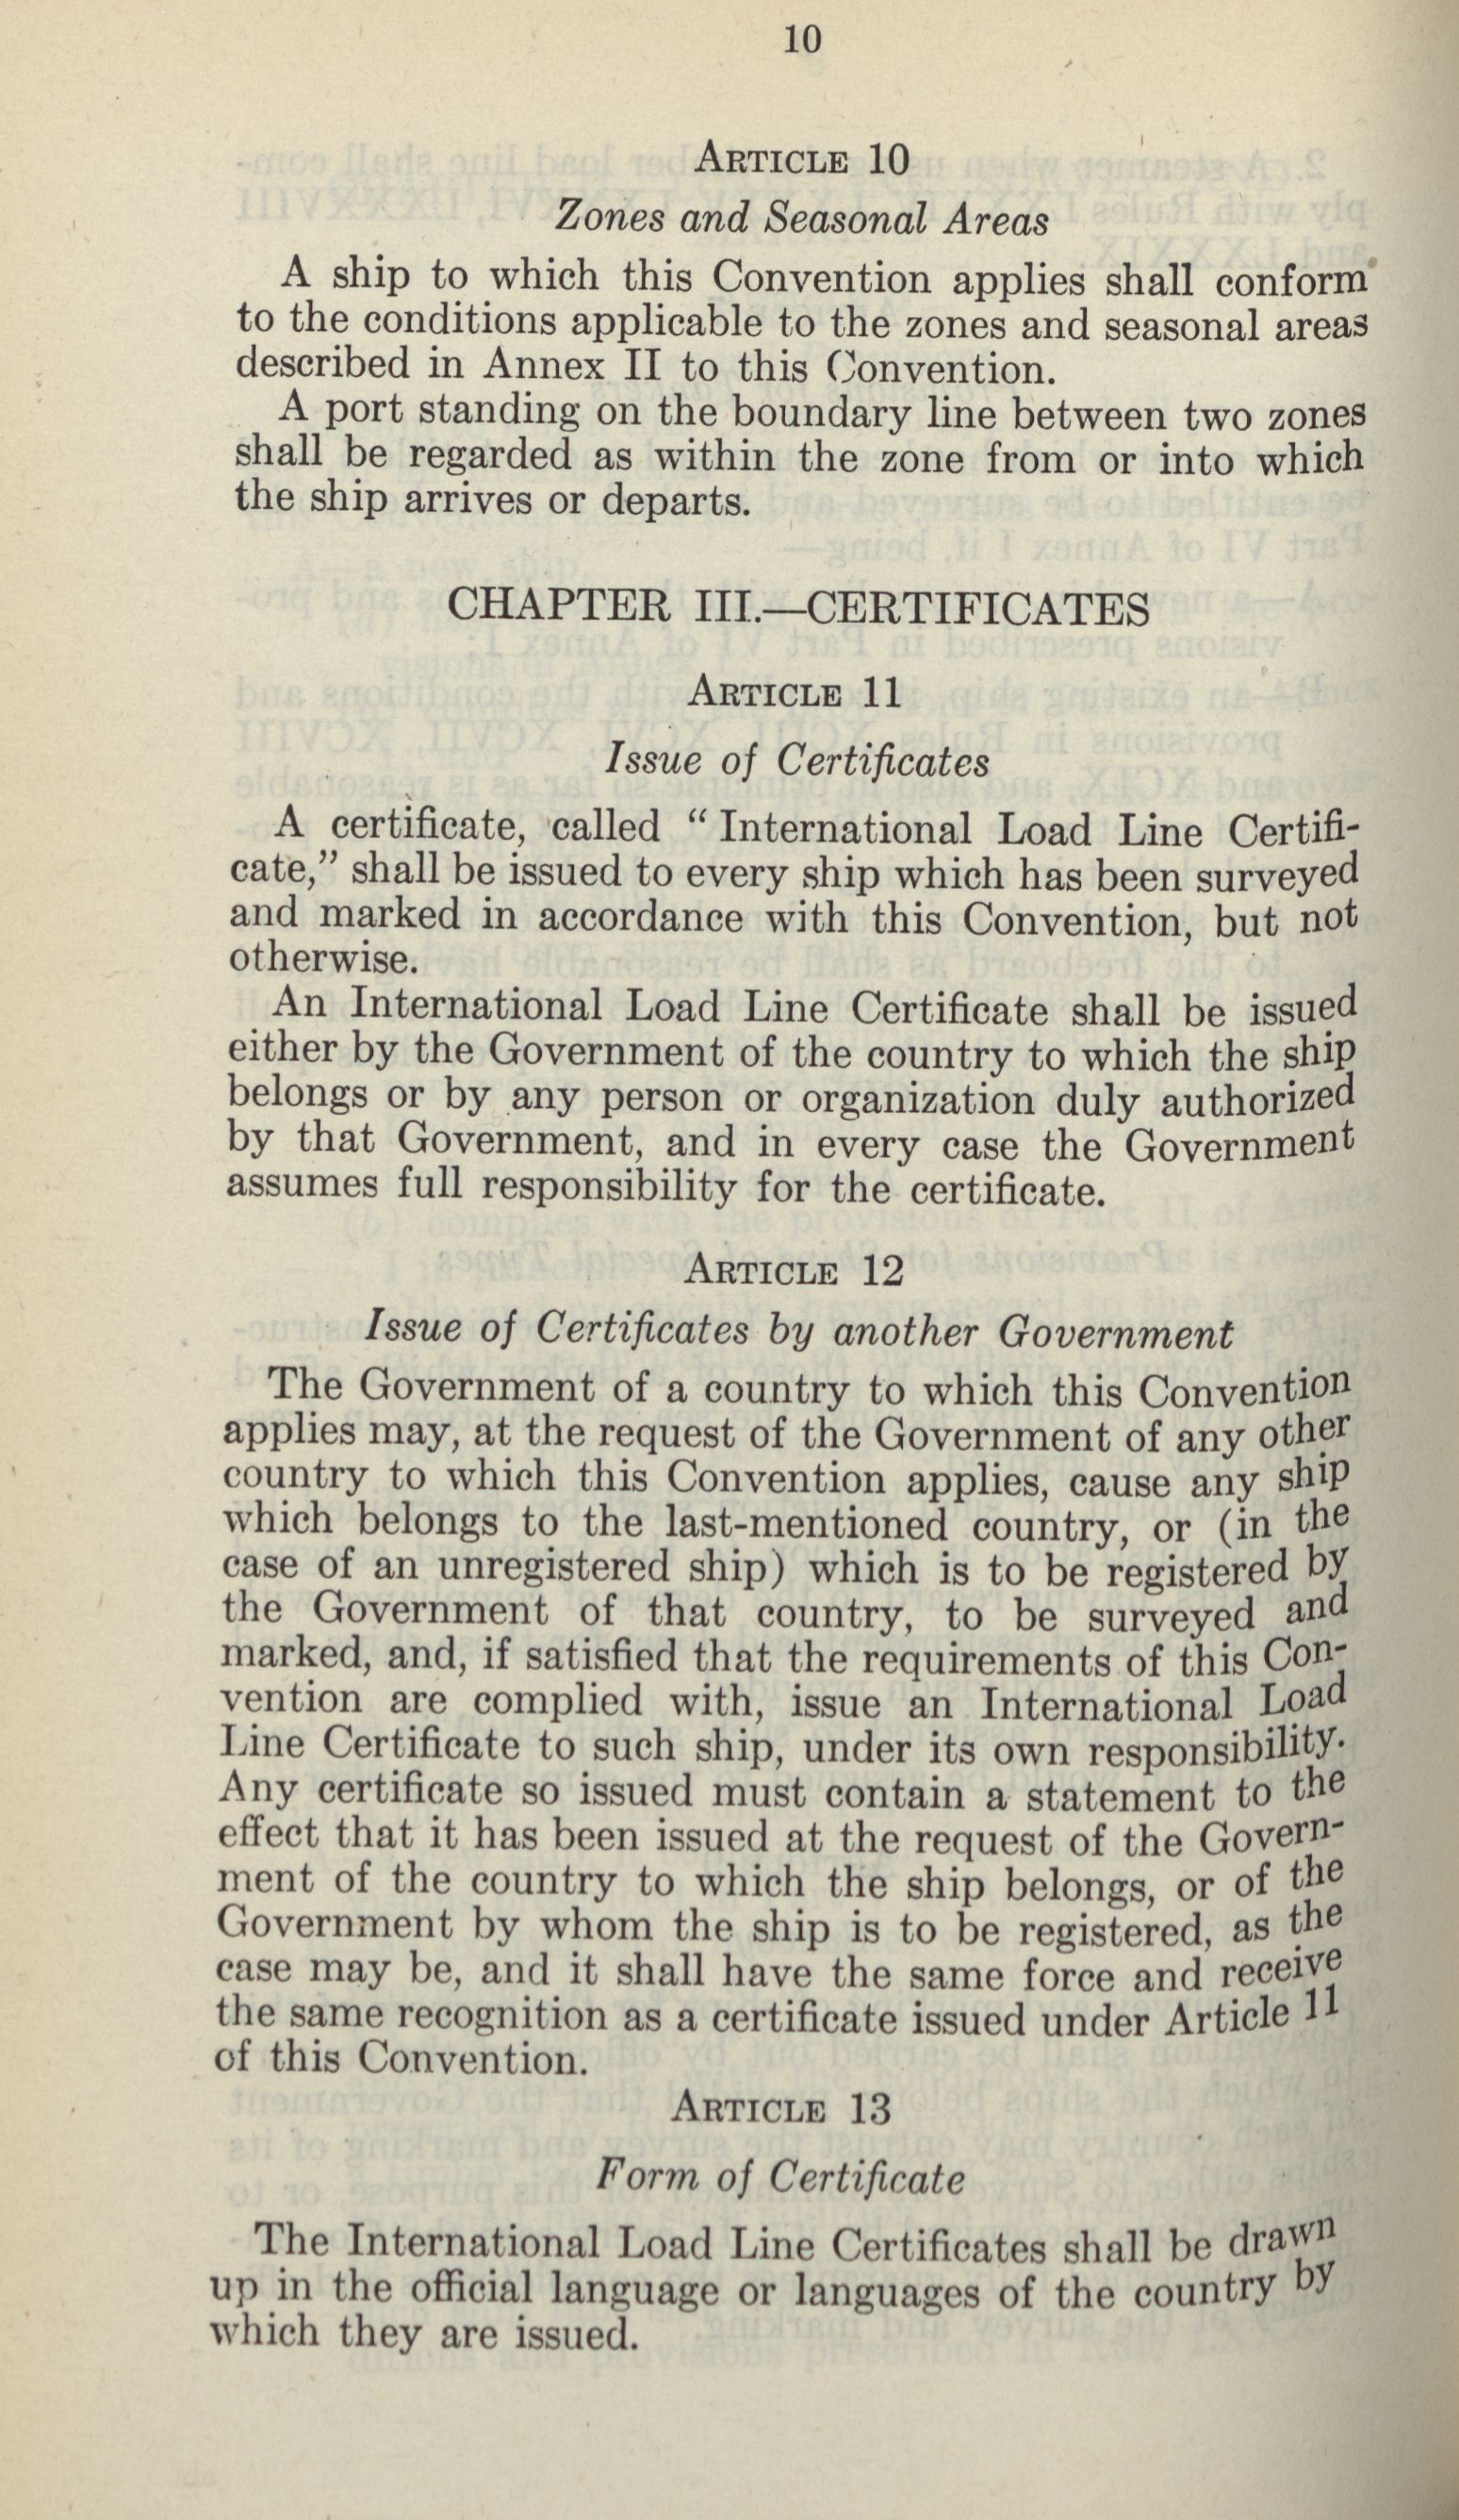 10
ARTICLE 10
Zones and Seasonal Areas
A ship to which this Convention applies shall conform
to the conditions applicable to the zones and seasonal areas
described in Annex II to this Convention.
A port standing on the boundary line between two zones
shall be regarded as within the zone from or into which
the ship arrives or departs.
CHAPTER III.—CERTIFICATES
ARTICLE 11
Issue of Certificates
A certificate, called “ International Load Line Certifi-
cate,” shall be issued to every ship which has been surveyed
and marked in accordance with this Convention, but not
otherwise.
An International Load Line Certificate shall be issued
either by the Government of the country to which the ship
belongs or by any person or organization duly authorized
by that Government, and in every case the Government
assumes full responsibility for the certificate.
ARTICLE 12
Issue of Certificates by another Government
The Government of a country to which this Convention
applies may, at the request of the Government of any other
country to which this Convention applies, cause any ship
which belongs to the last-mentioned country, or (in the
case of an unregistered ship) which is to be registered by
the Government of that country, to be surveyed and
marked, and, if satisfied that the requirements of this Con-
vention are complied with, issue an International Load
Line Certificate to such ship, under its own responsibility.
Any certificate so issued must contain a statement to the
effect that it has been issued at the request of the Govern-
ment of the country to which the ship belongs, or of the
Government by whom the ship is to be registered, as the
case may be, and it shall have the same force and receive
the same recognition as a certificate issued under Article 11
of this Convention.
ARTICLE 13
Form of Certificate
The International Load Line Certificates shall be drawn
up in the official language or languages of the country by
which they are issued.